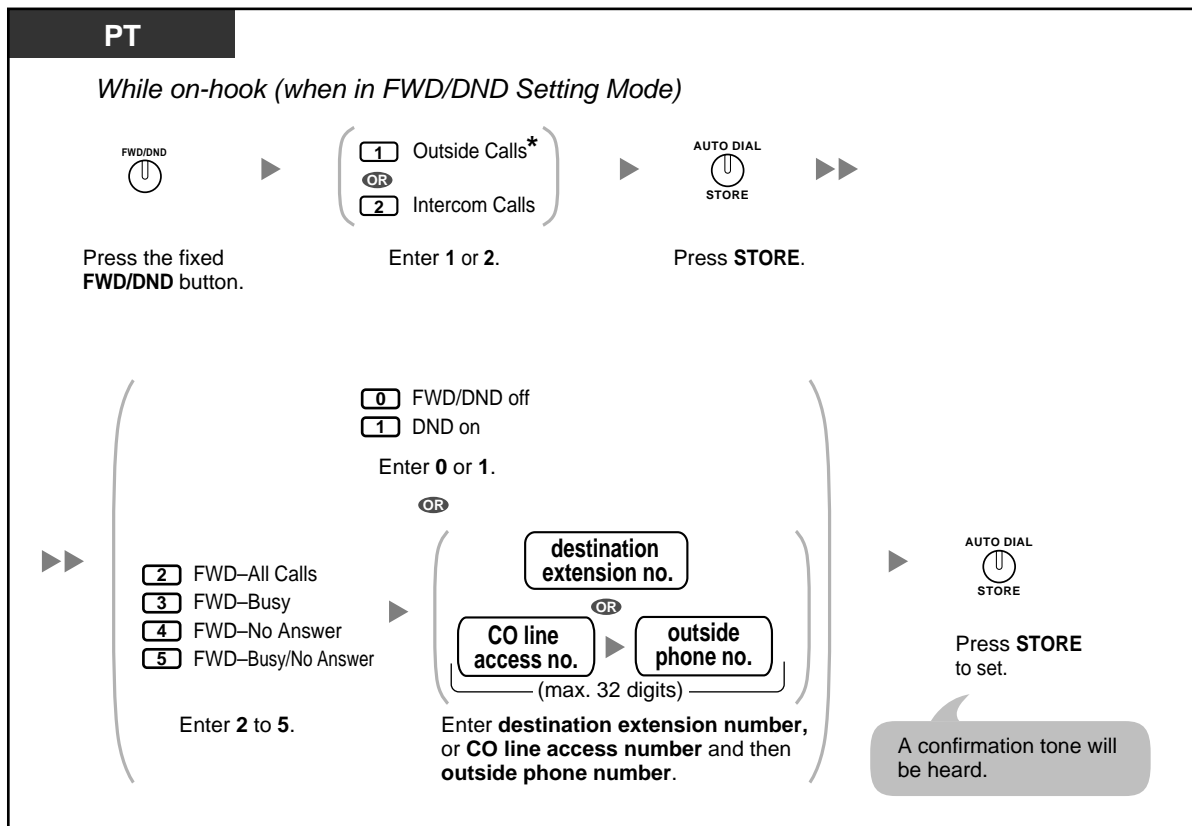 PT
While on-hook (when in FWD/DND Setting Mode)
FWD/DND
1 Outside Calls*
OR
2 Intercom Calls
AUTO DIAL
STORE
Press the fixed
FWD/DND button.
Enter 1 or 2.
Press STORE.
0 FWD/DND off
1 DND on
Enter 0 or 1.
OR
2 FWD–All Calls
3 FWD–Busy
4 FWD–No Answer
5 FWD–Busy/No Answer
Enter 2 to 5.
destination
extension no.
OR
CO line
access no.
outside
phone no.
(max. 32 digits)
Enter destination extension number,
or CO line access number and then
outside phone number.
AUTO DIAL
STORE
Press STORE
to set.
A confirmation tone will
be heard.